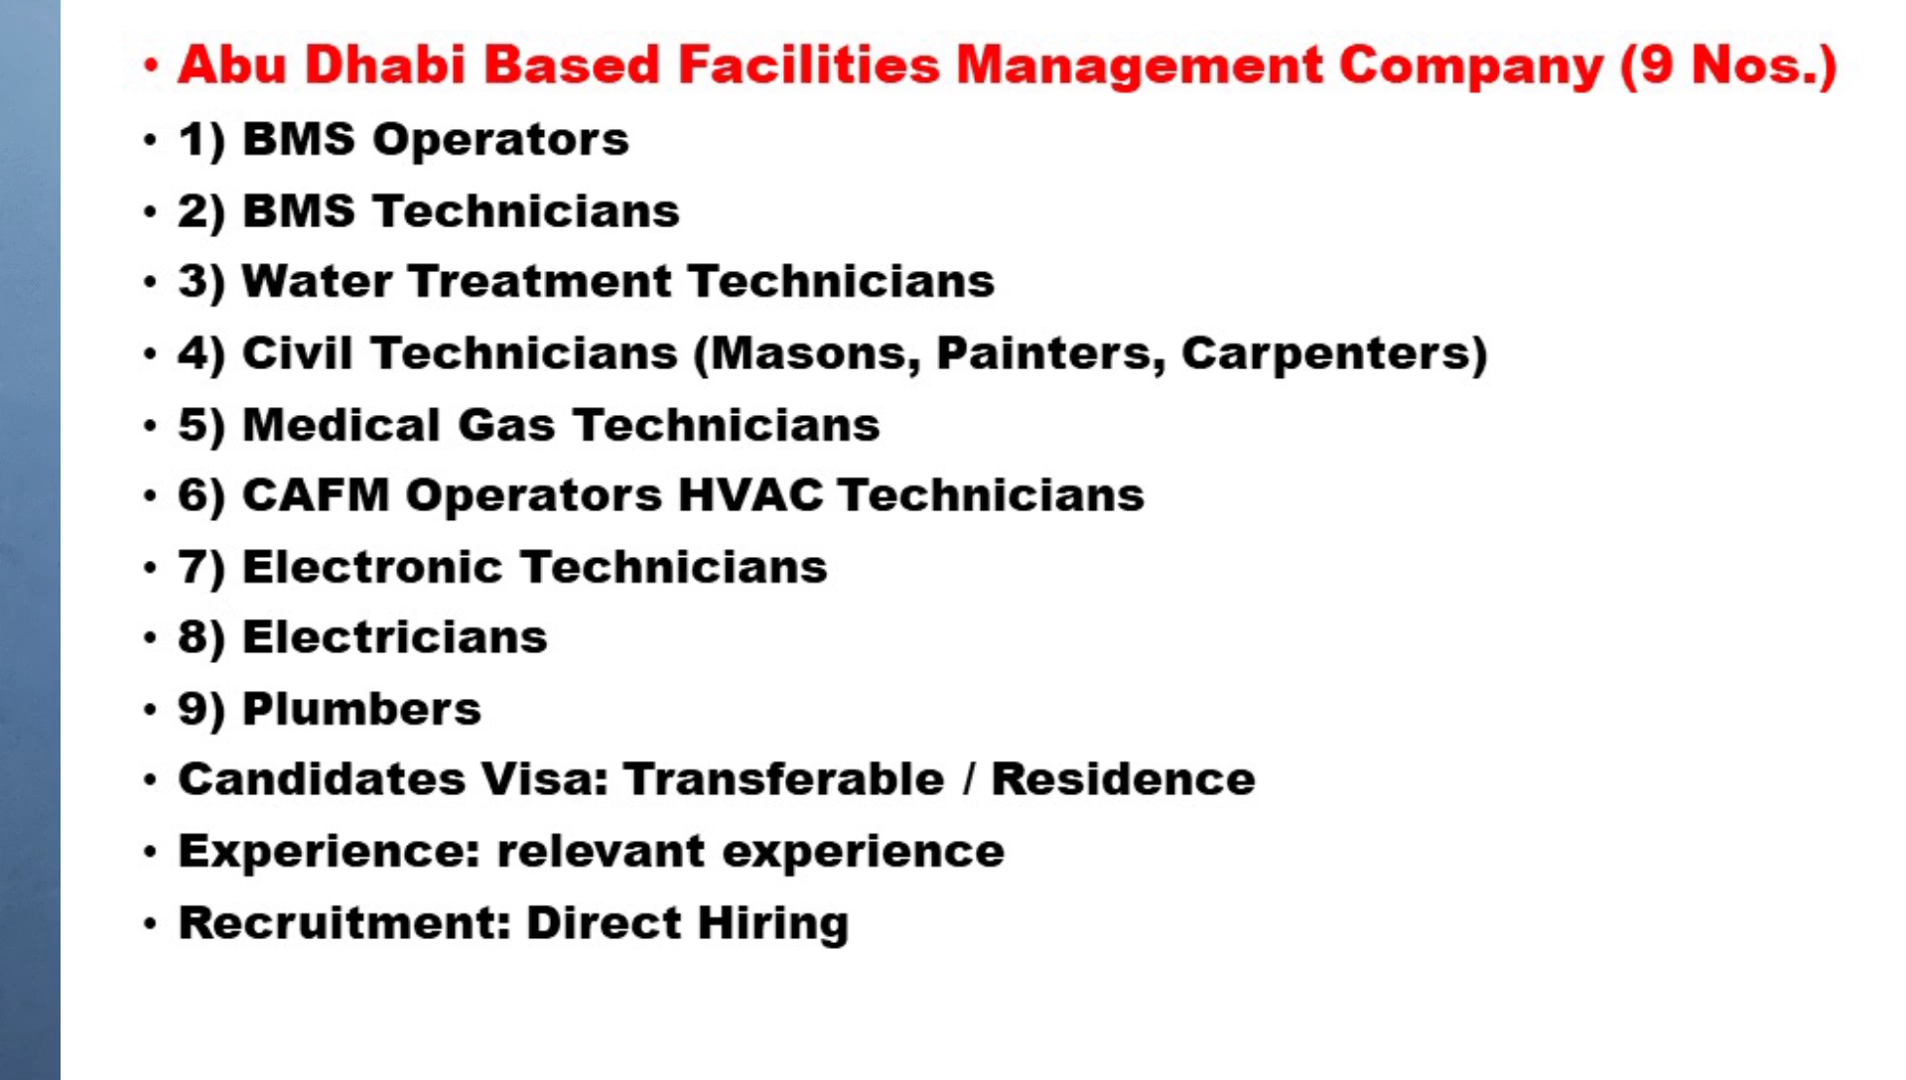 • Abu Dhabi Based Facilities Management Company (9 Nos.)
• 1) BMS Operators
• 2) BMS Technicians
• 3) Water Treatment Technicians
• 4) Civil Technicians (Masons, Painters, Carpenters)
• 5) Medical Gas Technicians
• 6) CAFM Operators HVAC Technicians
• 7) Electronic Technicians
• 8) Electricians
• 9) Plumbers
• Candidates Visa: Transferable / Residence
• Experience: relevant experience
• Recruitment: Direct Hiring